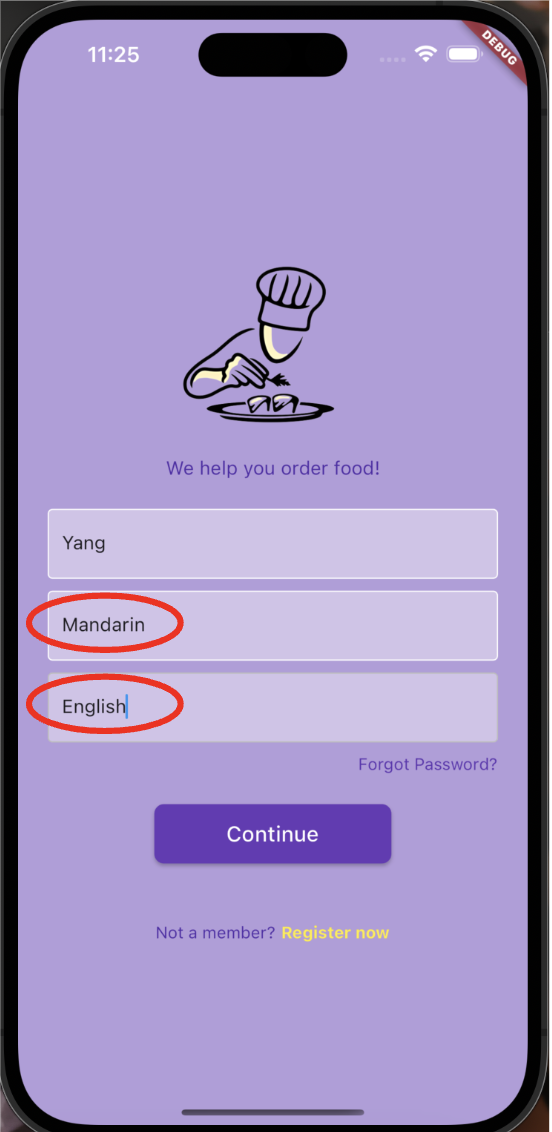 11:25
DEBUG
We help you order food!
Yang
Mandarin
English
Forgot Password?
Continue
Not a member? Register now